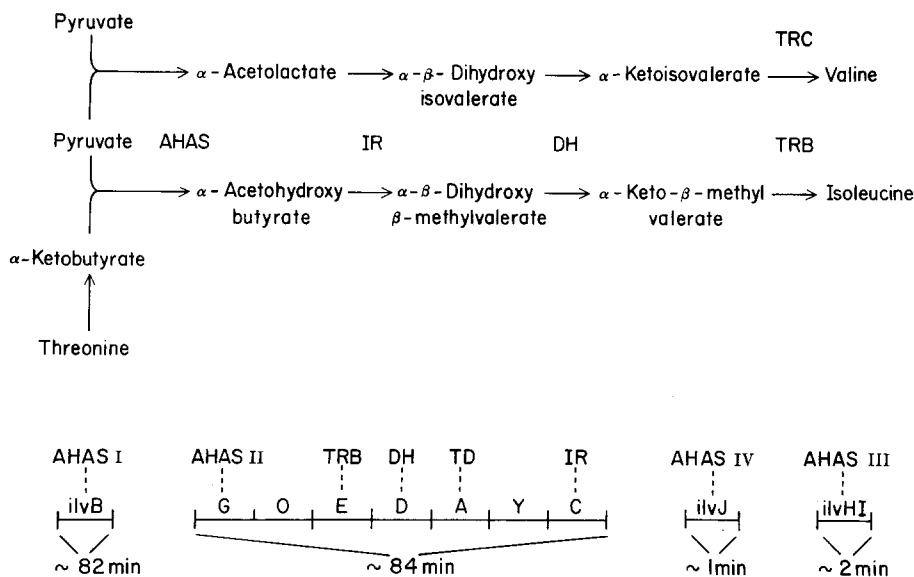 Pyruvate
TRC
α - Acetolactate α - β - Dihydroxy α - Ketoisovalerate Valine
isovalerate
Pyruvate AHAS IR DH TRB
α - Acetohydroxy α - β - Dihydroxy α - Keto - β - methyl Isoleucine
butyrate β - methylvalerate valerate
α - Ketobutyrate
Threonine
AHAS I AHAS II TRB DH TD IR AHAS IV AHAS III
ilvB G O E D A Y C ilvJ ilvHI
~ 82 min ~ 84 min ~ 1min ~ 2 min